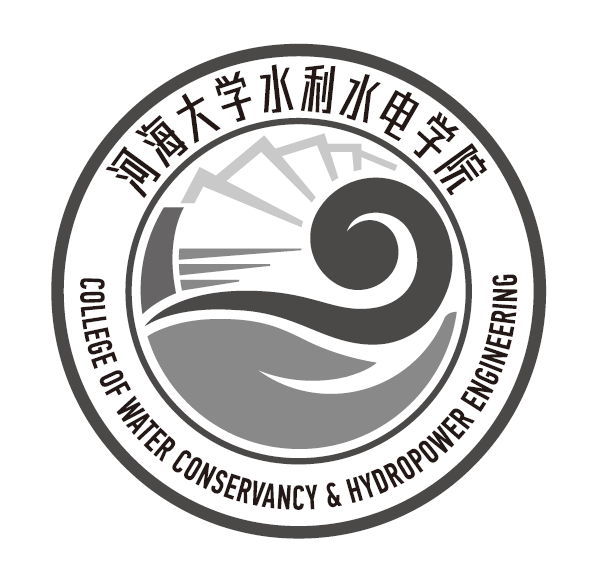 河海大学水利水电学院
COLLEGE OF WATER CONSERVANCY & HYDROPOWER ENGINEERING